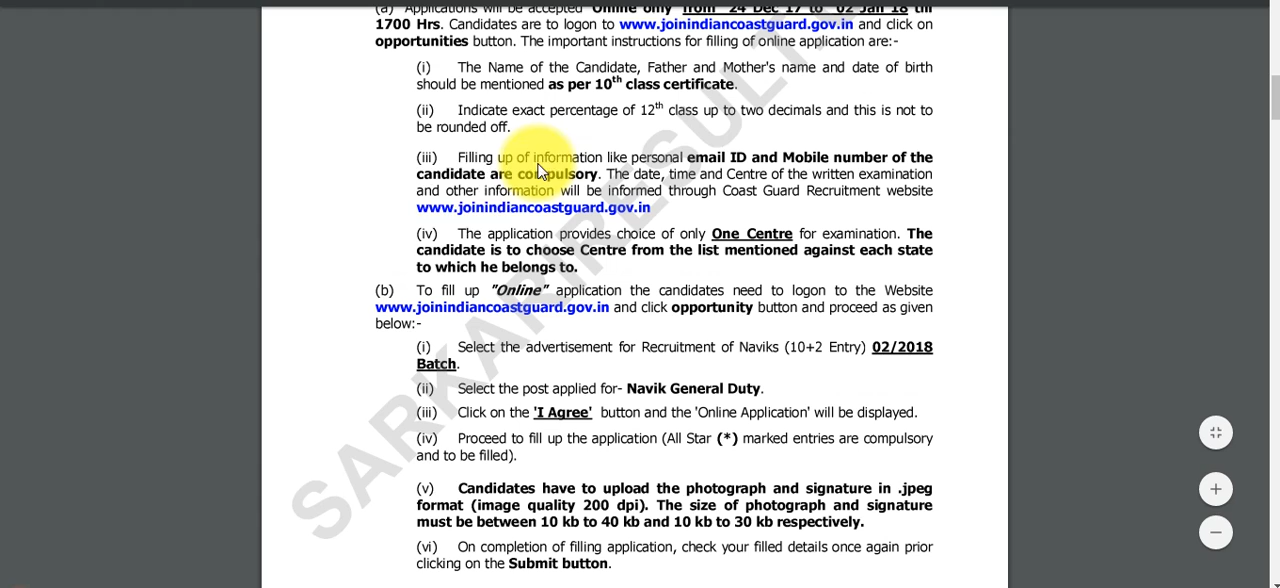 (a) Applications will be accepted 'Online' only from 24 Dec 17 to 02 Jan 18 till
1700 Hrs. Candidates are to logon to www.joinindiancoastguard.gov.in and click on
opportunities button. The important instructions for filling of online application are:-
(i) The Name of the Candidate, Father and Mother's name and date of birth
should be mentioned as per 10th class certificate.
(ii) Indicate exact percentage of 12th class up to two decimals and this is not to
be rounded off.
(iii) Filling up of information like personal email ID and Mobile number of the
candidate are compulsory. The date, time and Centre of the written examination
and other information will be informed through Coast Guard Recruitment website
www.joinindiancoastguard.gov.in
(iv) The application provides choice of only One Centre for examination. The
candidate is to choose Centre from the list mentioned against each state
to which he belongs to.
(b) To fill up "Online" application the candidates need to logon to the Website
www.joinindiancoastguard.gov.in and click opportunity button and proceed as given
below:-
(i) Select the advertisement for Recruitment of Naviks (10+2 Entry) 02/2018
Batch.
(ii) Select the post applied for- Navik General Duty.
(iii) Click on the 'I Agree' button and the 'Online Application' will be displayed.
(iv) Proceed to fill up the application (All Star (*) marked entries are compulsory
and to be filled).
(v) Candidates have to upload the photograph and signature in .jpeg
format (image quality 200 dpi). The size of photograph and signature
must be between 10 kb to 40 kb and 10 kb to 30 kb respectively.
(vi) On completion of filling application, check your filled details once again prior
clicking on the Submit button.
SARKARIRESULT.